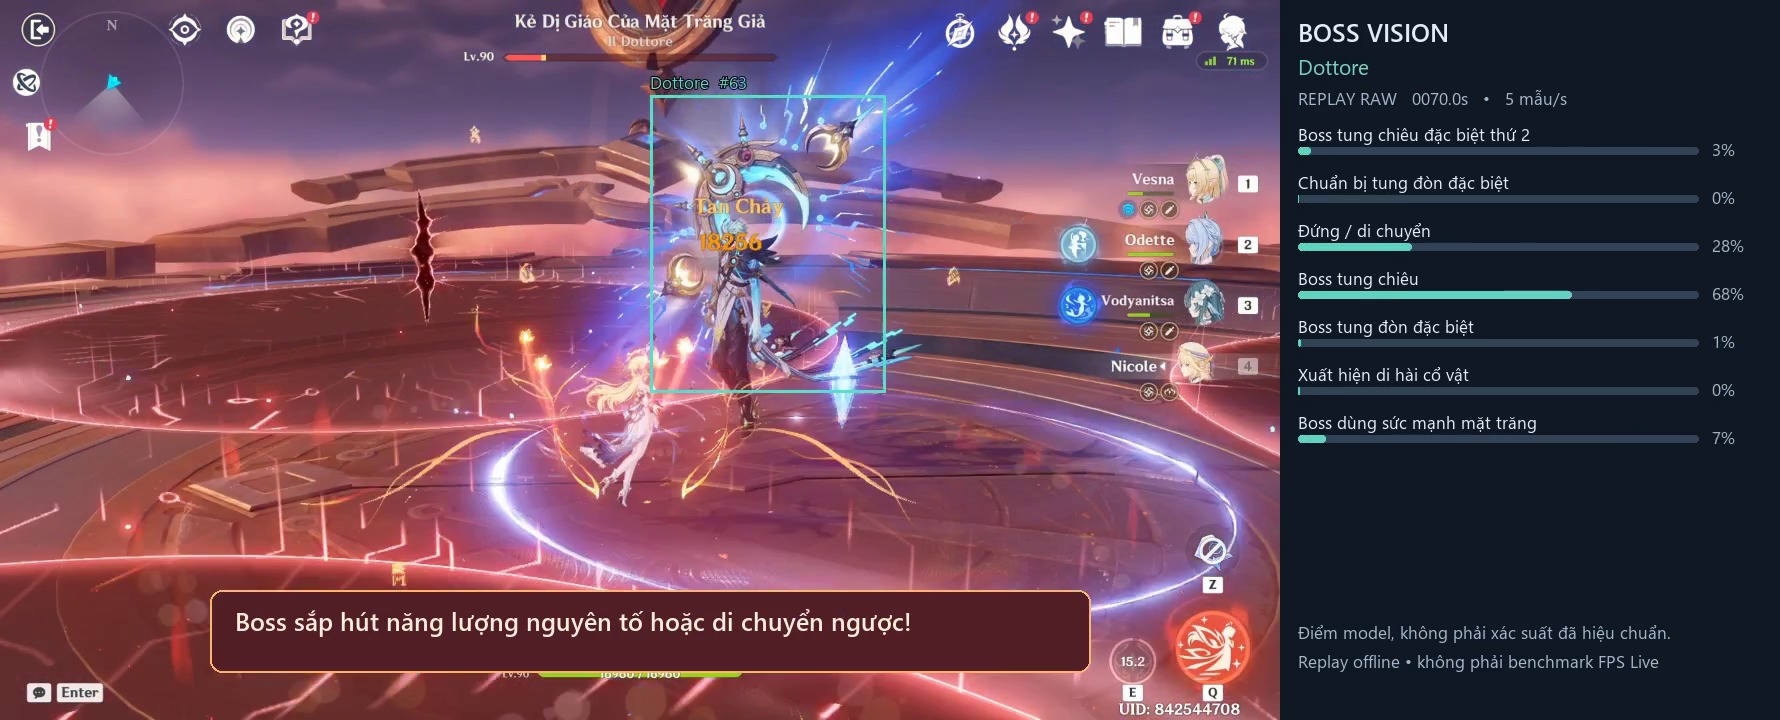 N
Kẻ Dị Giáo Của Mặt Trăng Giả
Il Dottore
Lv.90
71 ms
Dottore #63
Tan Chảy
18256
Vesna
1
Odette
2
Vodyanitsa
3
Nicole
4
Z
Boss sắp hút năng lượng nguyên tố hoặc di chuyển ngược!
15.2
E
Q
Lv.90
16980 / 16980
Enter
UID: 842544708
BOSS VISION
Dottore
REPLAY RAW 0070.0s • 5 mẫu/s
Boss tung chiêu đặc biệt thứ 2
3%
Chuẩn bị tung đòn đặc biệt
0%
Đứng / di chuyển
28%
Boss tung chiêu
68%
Boss tung đòn đặc biệt
1%
Xuất hiện di hài cổ vật
0%
Boss dùng sức mạnh mặt trăng
7%
Điểm model, không phải xác suất đã hiệu chuẩn.
Replay offline • không phải benchmark FPS Live